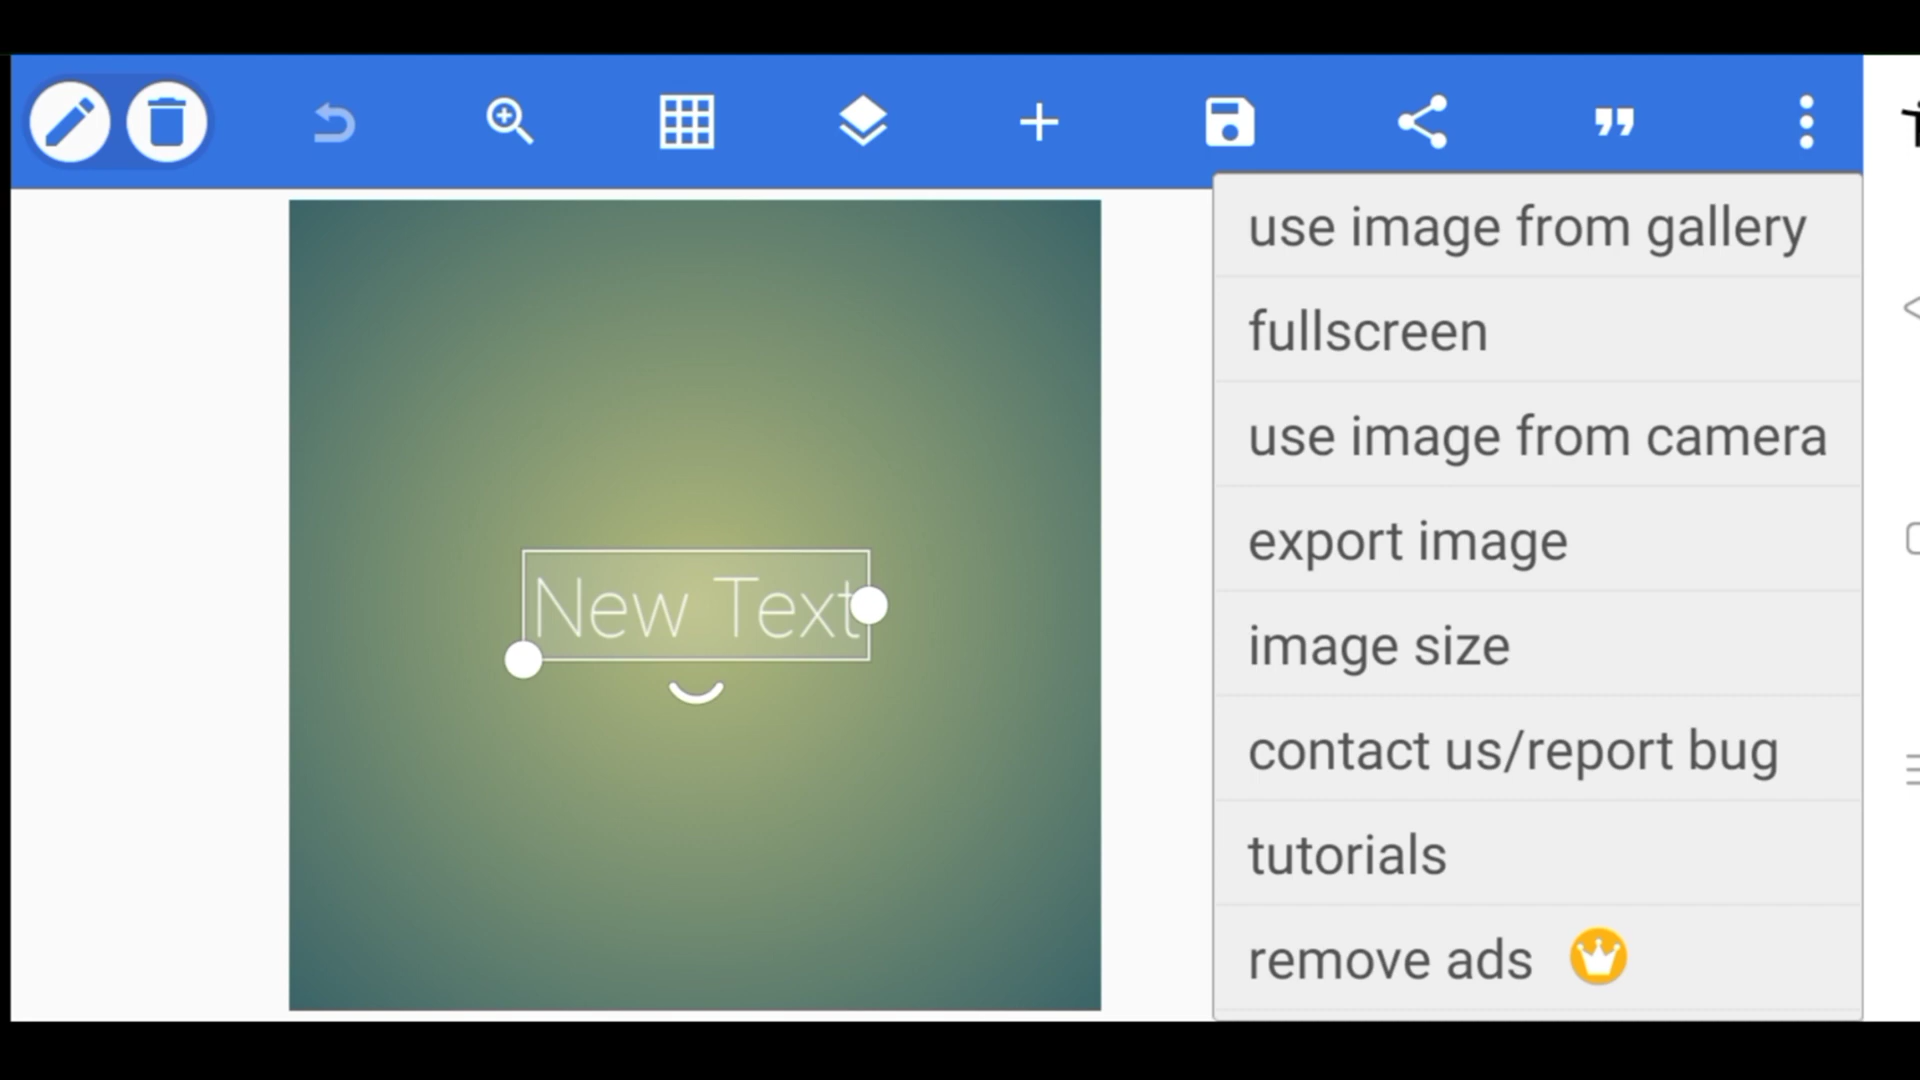 use image from gallery
fullscreen
use image from camera
export image
image size
contact us/report bug
tutorials
remove ads
New Text